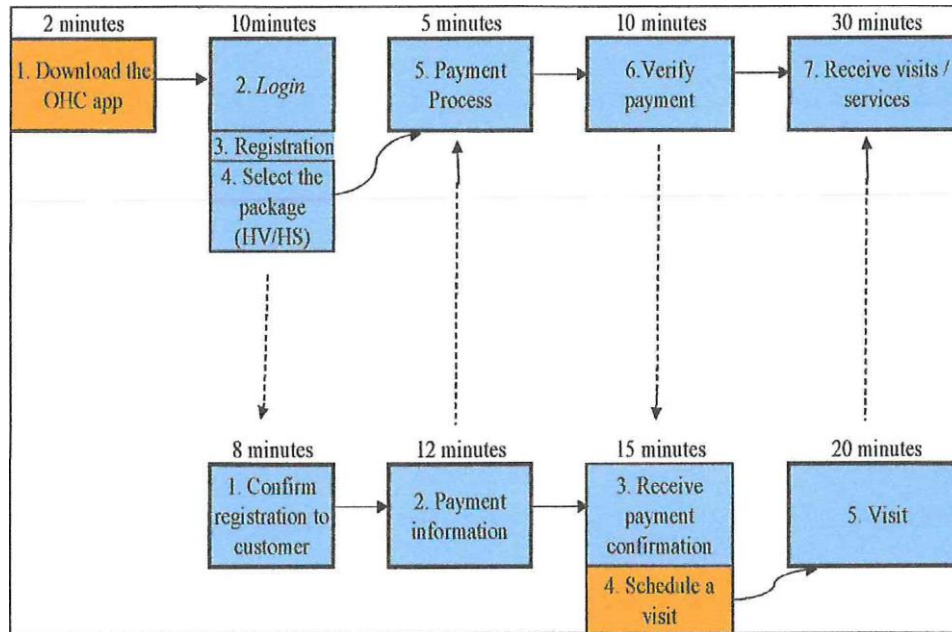 2 minutes
10minutes
5 minutes
10 minutes
30 minutes
1. Download the
OHC app
2. Login
3. Registration
4. Select the
package
(HV/HS)
5. Payment
Process
6.Verify
payment
7. Receive visits /
services
8 minutes
12 minutes
15 minutes
20 minutes
1. Confirm
registration to
customer
2. Payment
information
3. Receive
payment
confirmation
4. Schedule a
visit
5. Visit